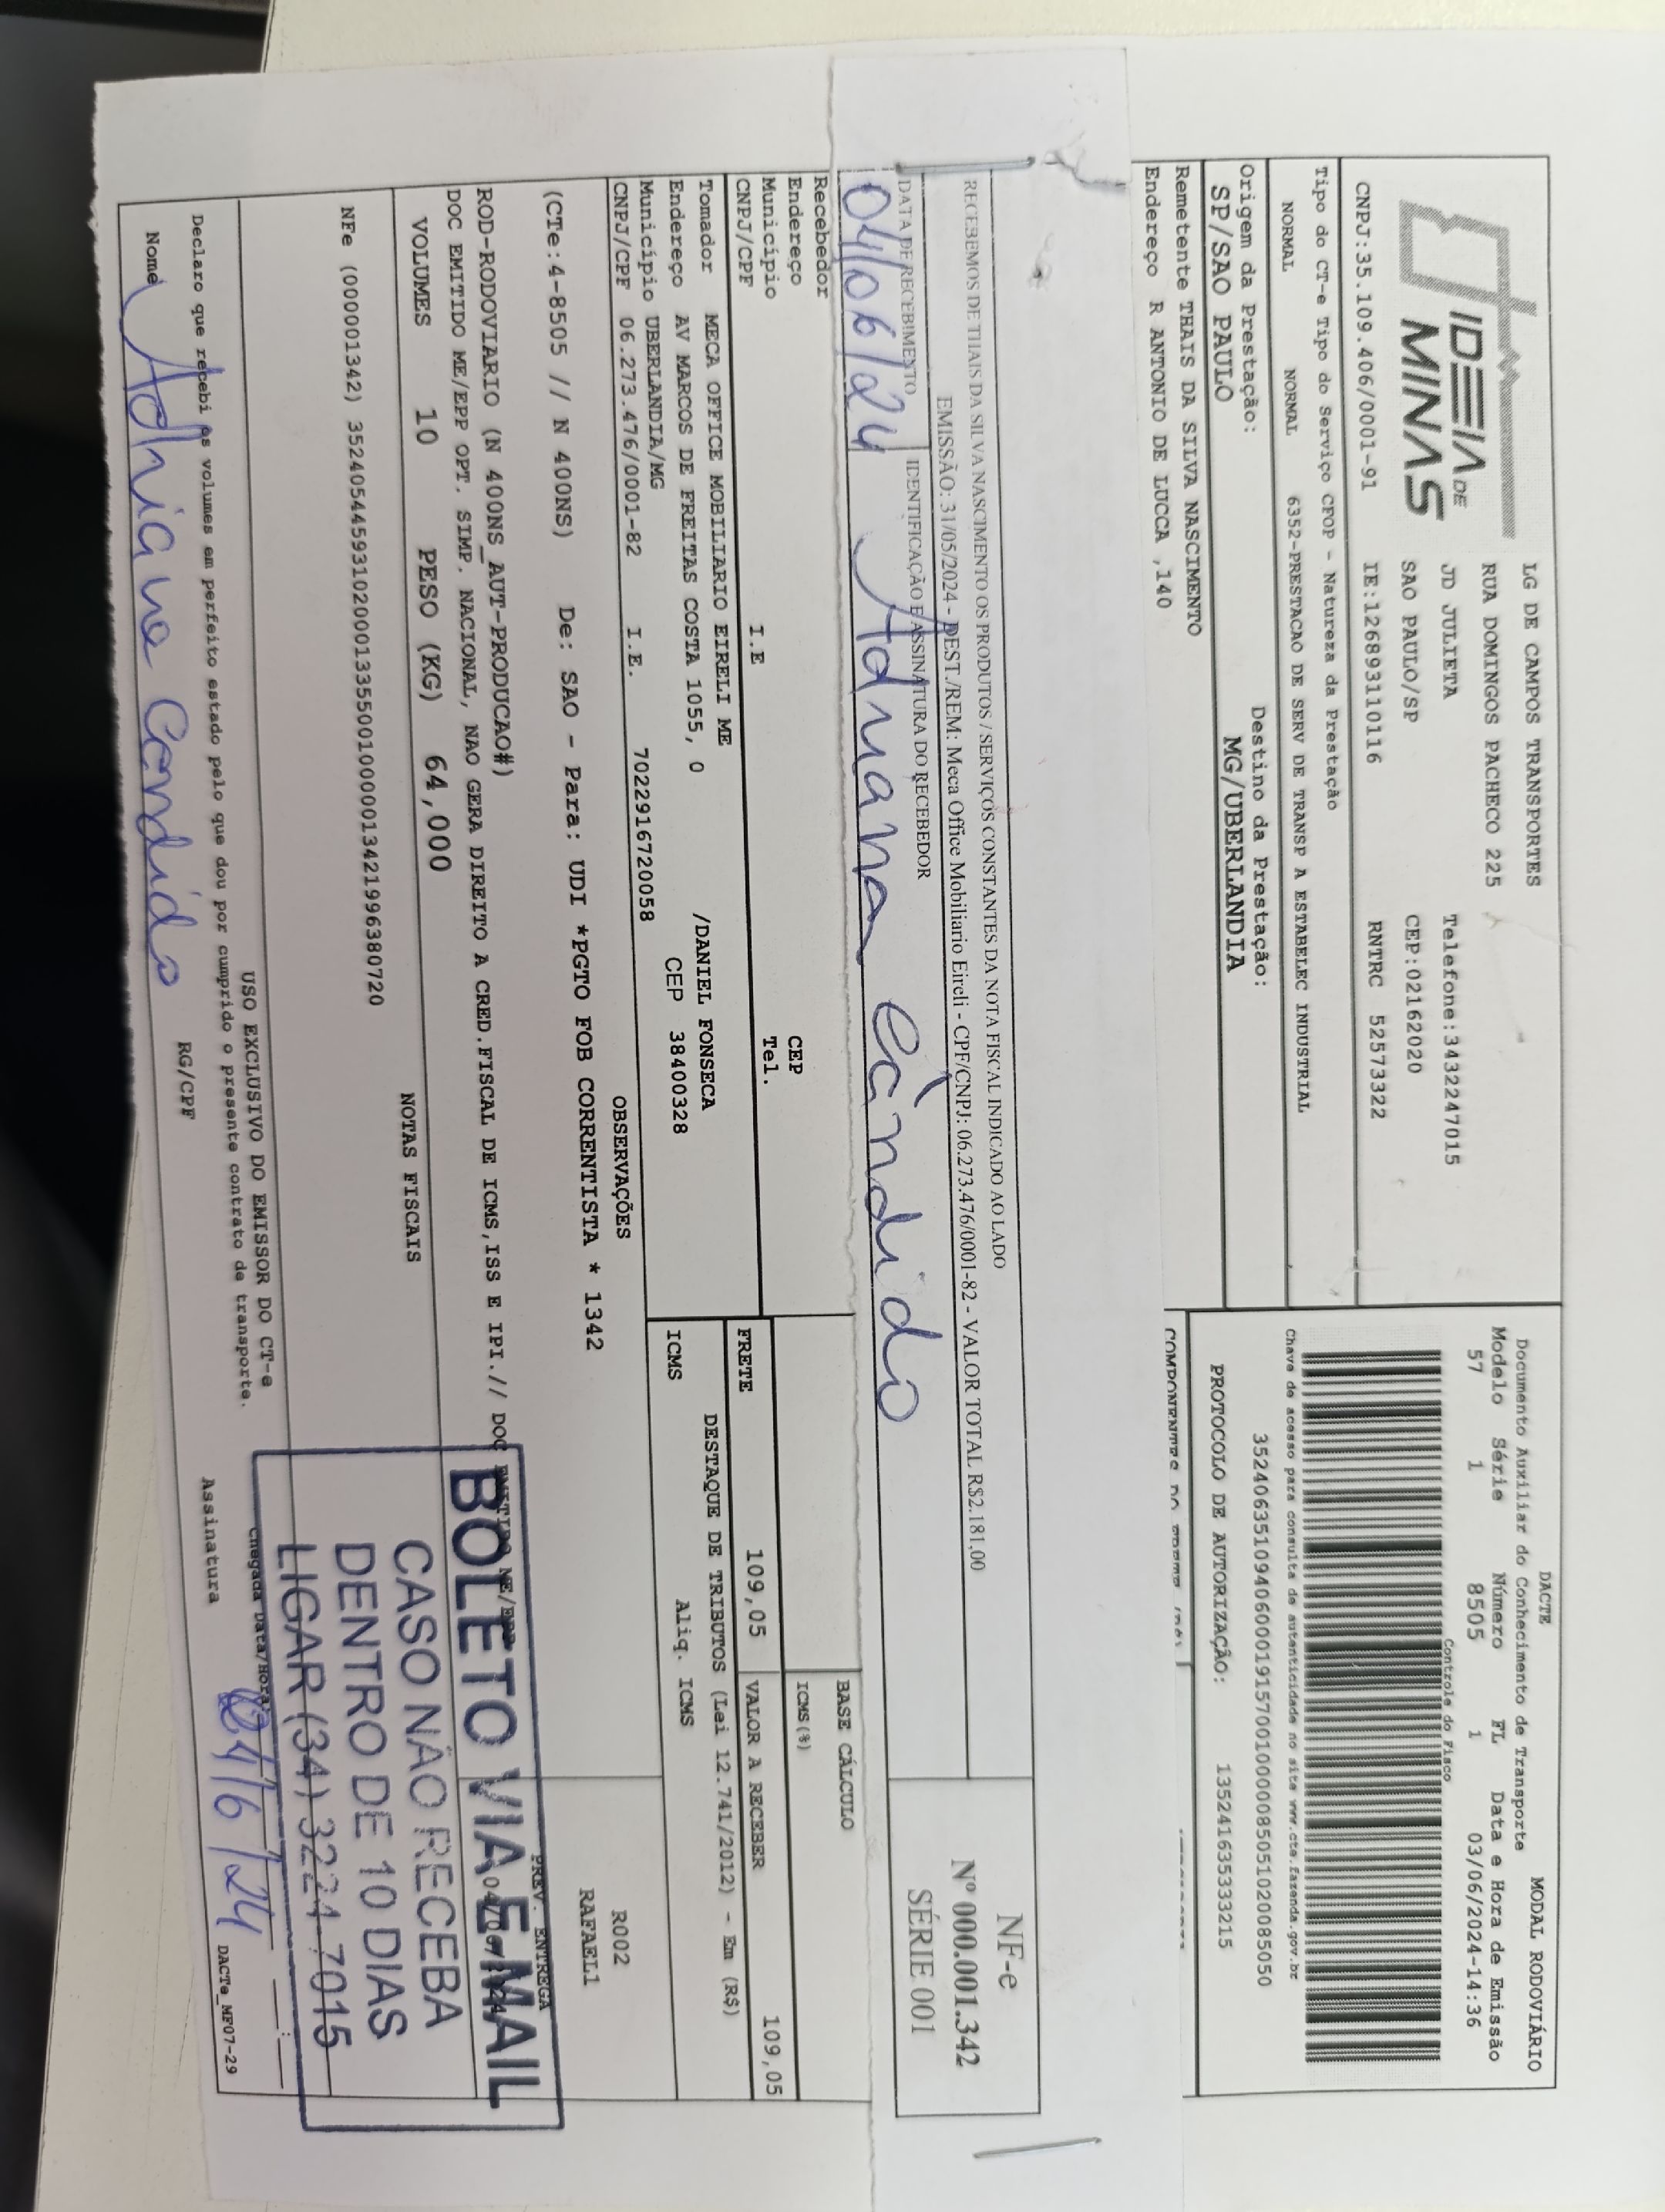 IDEIA DE
MINAS
LG DE CAMPOS TRANSPORTES
RUA DOMINGOS PACHECO 225
JD JULIETA Telefone:3432247015
SAO PAULO/SP CEP:02162020
CNPJ:35.109.406/0001-91 IE:126893110116 RNTRC 52573322
DACTE MODAL RODOVIÁRIO
Documento Auxiliar do Conhecimento de Transporte
Modelo Série Número FL Data e Hora de Emissão
57 1 8505 1 03/06/2024-14:36
Controle do Fisco
Chave de acesso para consulta de autenticidade no site www.cte.fazenda.gov.br
35240635109406000191570010000085051020085050
PROTOCOLO DE AUTORIZAÇÃO: 135241635333215
Tipo do CT-e Tipo do Serviço CFOP - Natureza da Prestação
NORMAL NORMAL 6352-PRESTACAO DE SERV DE TRANSP A ESTABELEC INDUSTRIAL
Origem da Prestação: Destino da Prestação:
SP/SAO PAULO MG/UBERLANDIA
Remetente THAIS DA SILVA NASCIMENTO
Endereço R ANTONIO DE LUCCA ,140
RECEBEMOS DE THAIS DA SILVA NASCIMENTO OS PRODUTOS / SERVIÇOS CONSTANTES DA NOTA FISCAL INDICADO AO LADO
EMISSÃO: 31/05/2024 - DEST./REM: Meca Office Mobiliario Eireli - CPF/CNPJ: 06.273.476/0001-82 - VALOR TOTAL R$2.181,00
DATA DE RECEBIMENTO IDENTIFICAÇÃO E ASSINATURA DO RECEBEDOR
04/06/24 Adriana Cândido
NF-e
Nº 000.001.342
SÉRIE 001
Recebedor
Endereço CEP
Município Tel.
CNPJ/CPF I.E
BASE CÁLCULO
ICMS(%)
FRETE 109,05 VALOR A RECEBER 109,05
Tomador MECA OFFICE MOBILIARIO EIRELI ME /DANIEL FONSECA
Endereço AV MARCOS DE FREITAS COSTA 1055, 0 CEP 38400328
Município UBERLANDIA/MG
CNPJ/CPF 06.273.476/0001-82 I.E. 7022916720058
DESTAQUE DE TRIBUTOS (Lei 12.741/2012) - Em (R$)
ICMS Aliq. ICMS
OBSERVAÇÕES
R002
RAFAEL1
(CTe:4-8505 // N 400NS) De: SAO - Para: UDI *PGTO FOB CORRENTISTA * 1342
ROD-RODOVIARIO (N 400NS_AUT-PRODUCAO#)
DOC EMITIDO ME/EPP OPT. SIMP. NACIONAL, NAO GERA DIREITO A CRED.FISCAL DE ICMS,ISS E IPI.// DOC EMITIDO ME/EPP
PREV. ENTREGA
VOLUMES 10 PESO (KG) 64,000
NOTAS FISCAIS
NFe (000001342) 35240544593102000133550010000013421996380720
BOLETO VIA E-MAIL
CASO NÃO RECEBA
DENTRO DE 10 DIAS
LIGAR (34) 3224-7015
USO EXCLUSIVO DO EMISSOR DO CT-e
Declaro que recebi os volumes em perfeito estado pelo que dou por cumprido o presente contrato de transporte.
Chegada Data/Hora:
04/6/24
Nome Adriane Candido RG/CPF Assinatura
DACTe_MF07-29